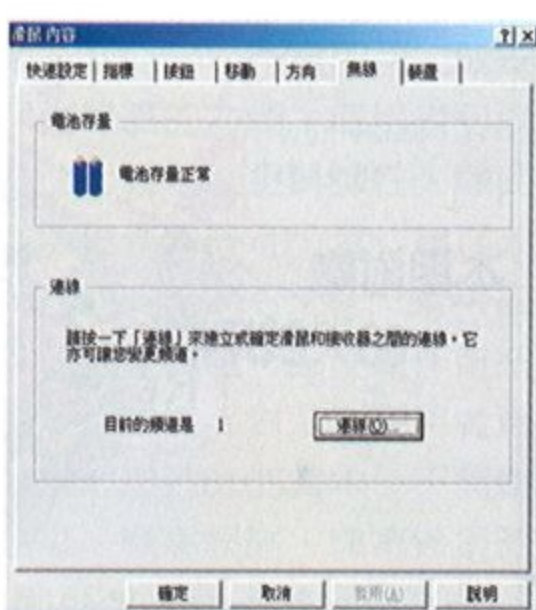 滑鼠 內容
快速設定 指標 按鈕 移動 方向 無線 裝置
電池存量
電池存量正常
連線
請按一下「連線」來建立或確定滑鼠和接收器之間的連線。它
亦可讓您變更頻道。
目前的頻道是 1 連線(O)...
確定 取消 套用(A) 說明